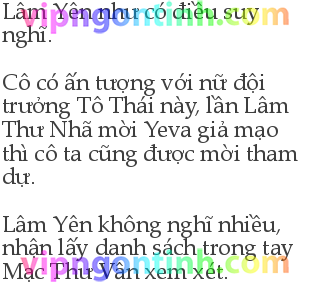 Lâm Yên như có điều suy
nghĩ.
Cô có ấn tượng với nữ đội
trưởng Tô Thái này, lần Lâm
Thư Nhã mời Yeva giả mạo
thì cô ta cũng được mời tham
dự.
Lâm Yên không nghĩ nhiều,
nhận lấy danh sách trong tay
Mạc Thư Vân xem xét.
vipngontinh.com
vipngontinh.com